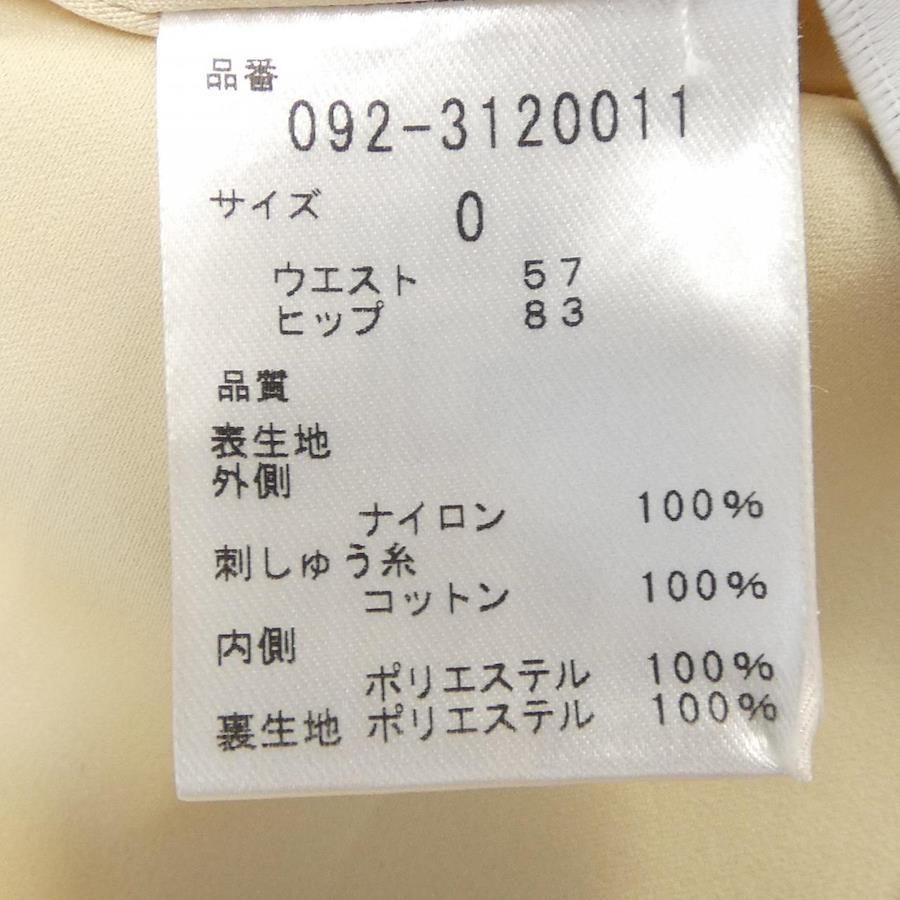 品番
092-3120011
サイズ 0
ウエスト 57
ヒップ 83
品質
表生地
外側
ナイロン 100%
刺しゅう糸
コットン 100%
内側
ポリエステル 100%
裏生地 ポリエステル 100%